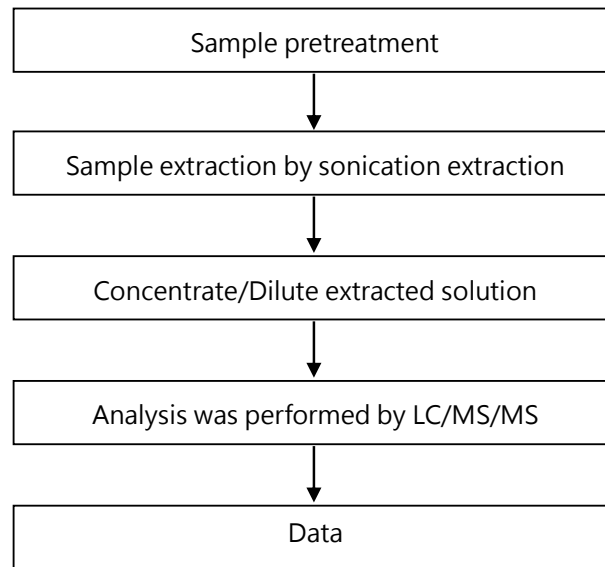 Sample pretreatment
Sample extraction by sonication extraction
Concentrate/Dilute extracted solution
Analysis was performed by LC/MS/MS
Data